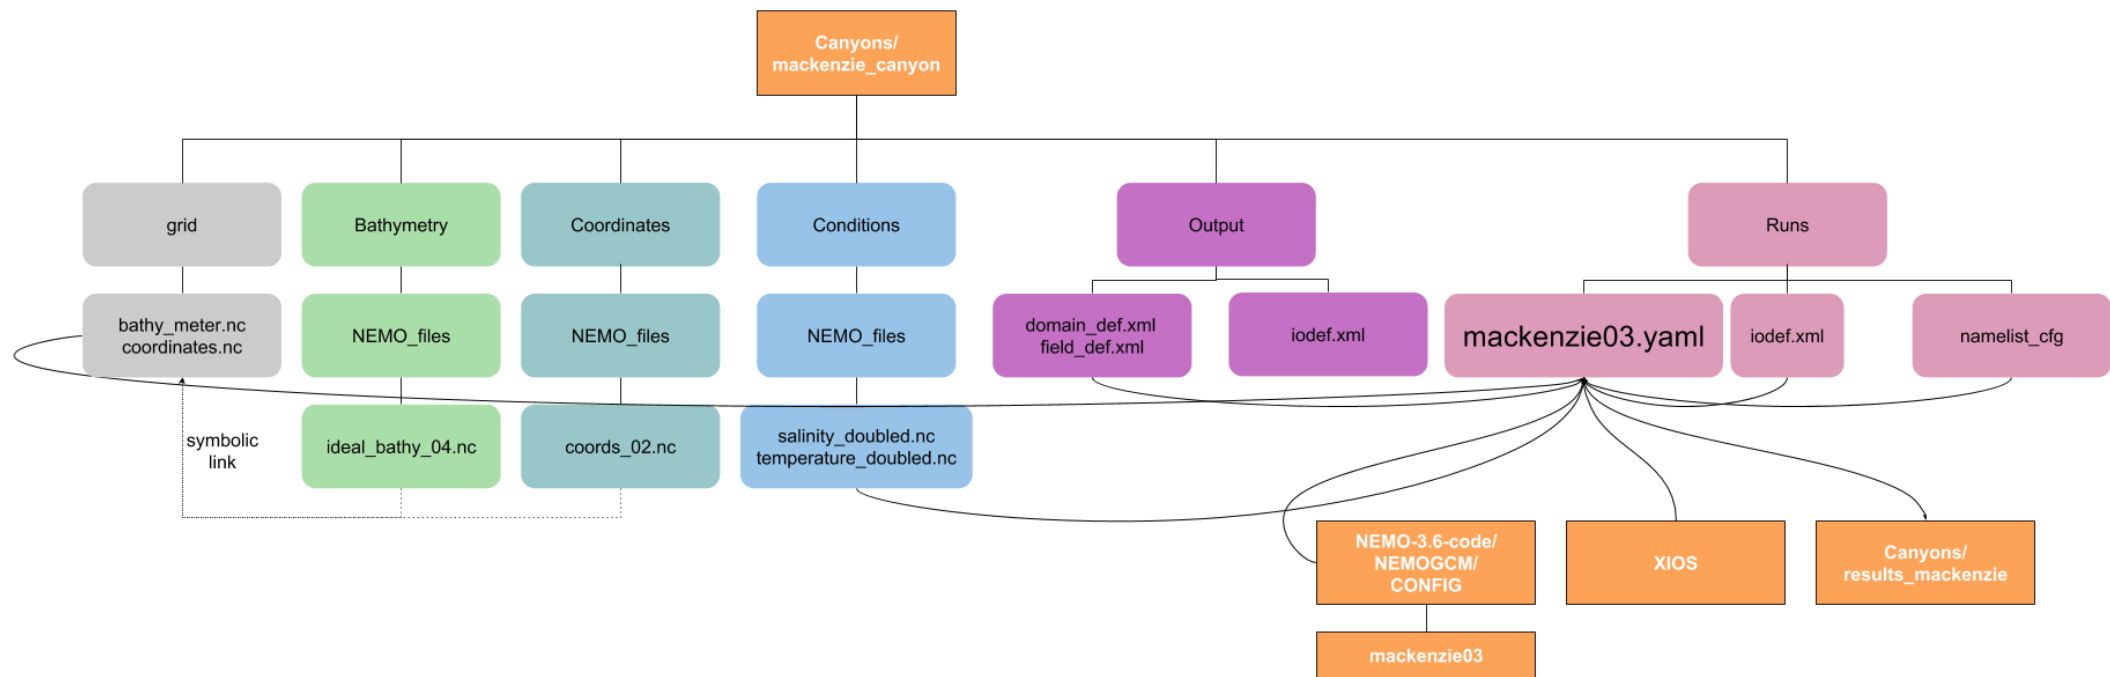 Canyons/
mackenzie_canyon
grid
Bathymetry
Coordinates
Conditions
Output
Runs
bathy_meter.nc
coordinates.nc
NEMO_files
NEMO_files
NEMO_files
domain_def.xml
field_def.xml
iodef.xml
mackenzie03.yaml
iodef.xml
namelist_cfg
symbolic
link
ideal_bathy_04.nc
coords_02.nc
salinity_doubled.nc
temperature_doubled.nc
NEMO-3.6-code/
NEMOGCM/
CONFIG
XIOS
Canyons/
results_mackenzie
mackenzie03